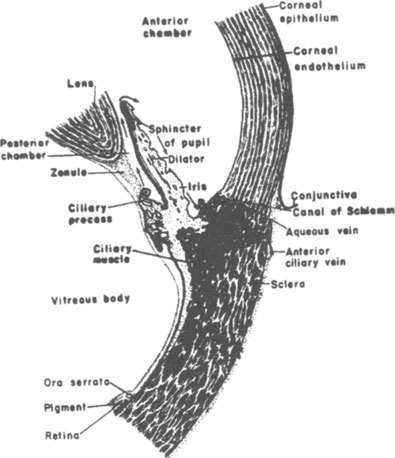 Anterior
chamber
Corneal
epithelium
Corneal
endothelium
Lens
Sphincter
of pupil
Posterior
chamber
Dilator
Zonule
Iris
Ciliary
process
Conjunctiva
Canal of Schlemm
Aqueous vein
Ciliary
muscle
Anterior
ciliary vein
Sclera
Vitreous body
Ora serrata
Pigment
Retina